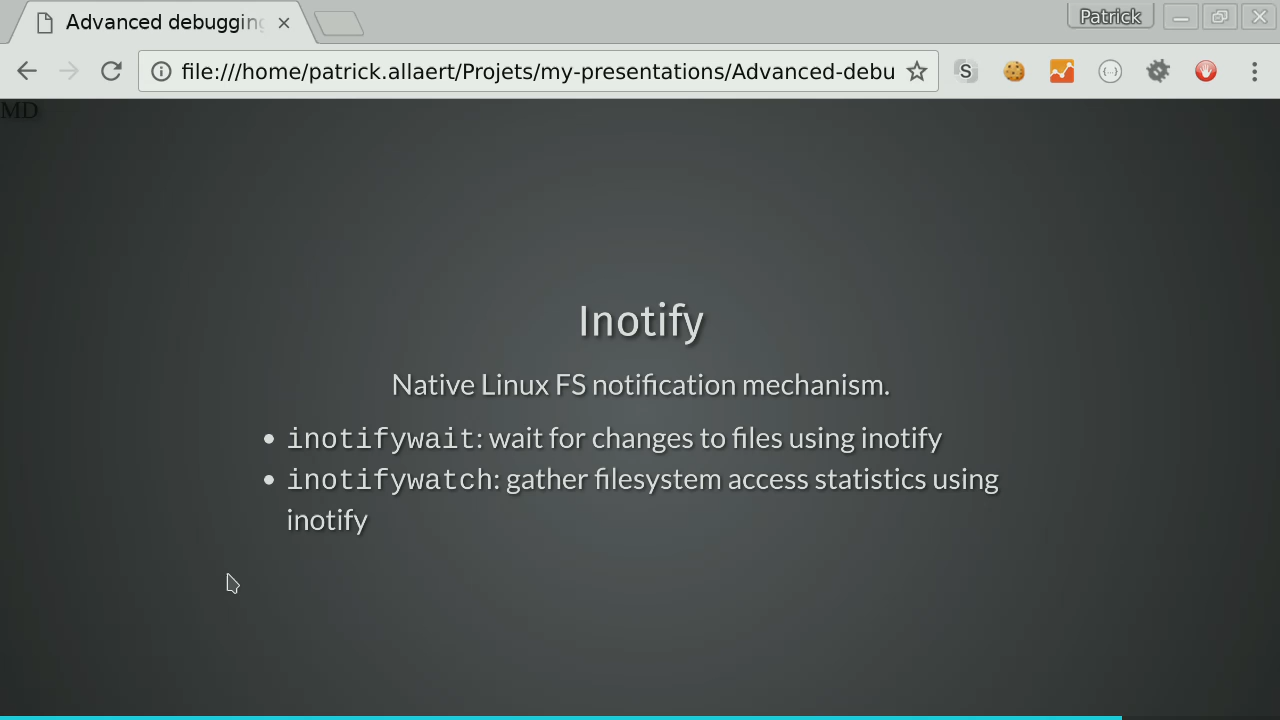 Advanced debugging
Patrick
file:///home/patrick.allaert/Projets/my-presentations/Advanced-debu
S
MD
Inotify
Native Linux FS notification mechanism.
inotifywait: wait for changes to files using inotify
inotifywatch: gather filesystem access statistics using
inotify